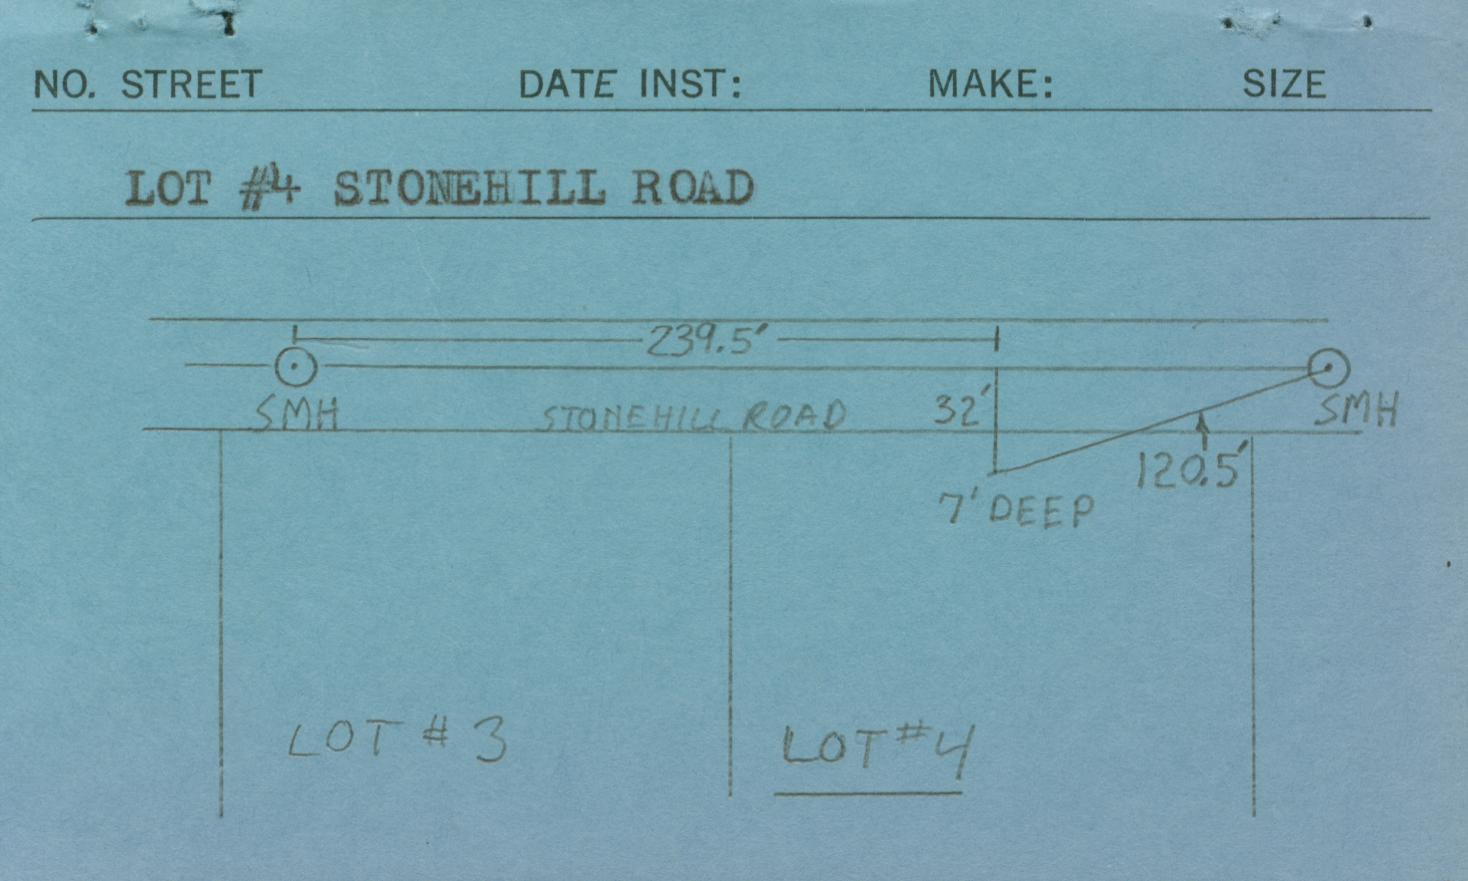 NO. STREET DATE INST: MAKE: SIZE
LOT #4 STONEHILL ROAD
239.5'
SMH STONEHILL ROAD 32' SMH
120.5'
7' DEEP
LOT # 3 LOT #4